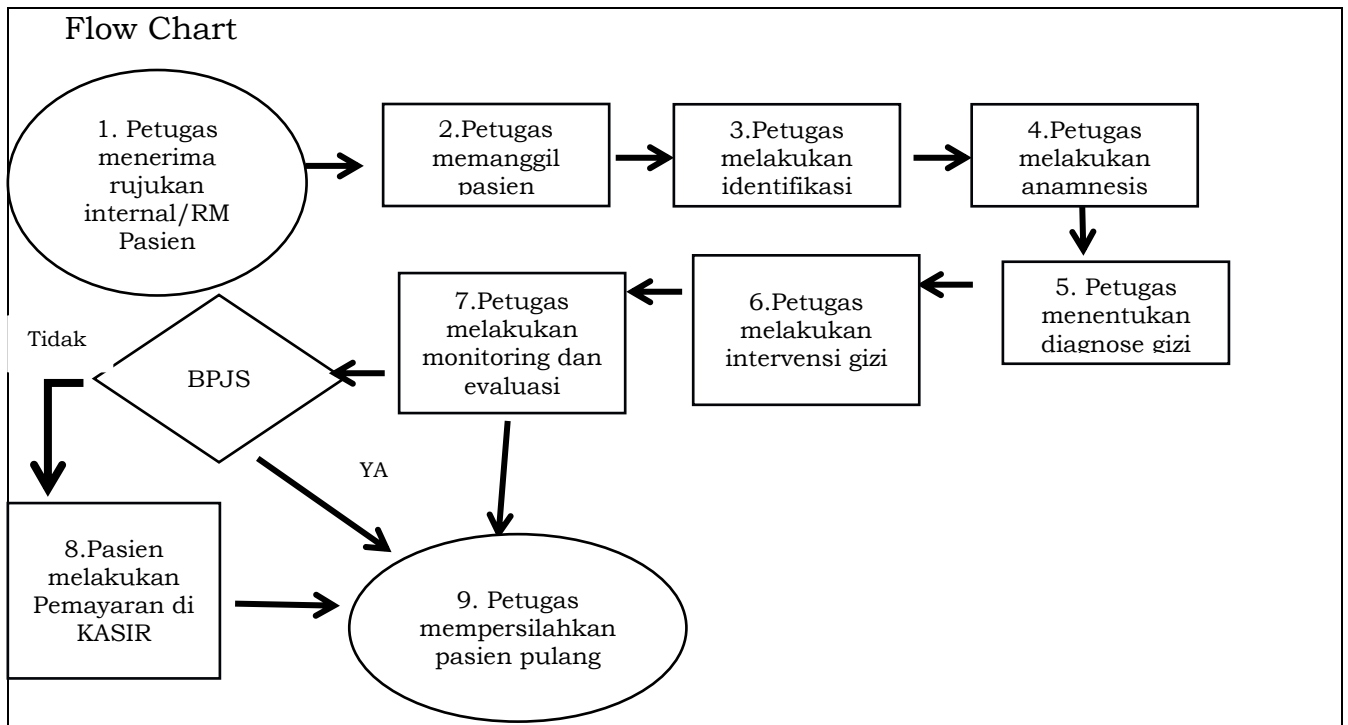 Flow Chart
1. Petugas
menerima
rujukan
internal/RM
Pasien
2.Petugas
memanggil
pasien
3.Petugas
melakukan
identifikasi
4.Petugas
melakukan
anamnesis
5. Petugas
menentukan
diagnose gizi
6.Petugas
melakukan
intervensi gizi
7.Petugas
melakukan
monitoring dan
evaluasi
BPJS
Tidak
YA
8.Pasien
melakukan
Pemayaran di
KASIR
9. Petugas
mempersilahkan
pasien pulang